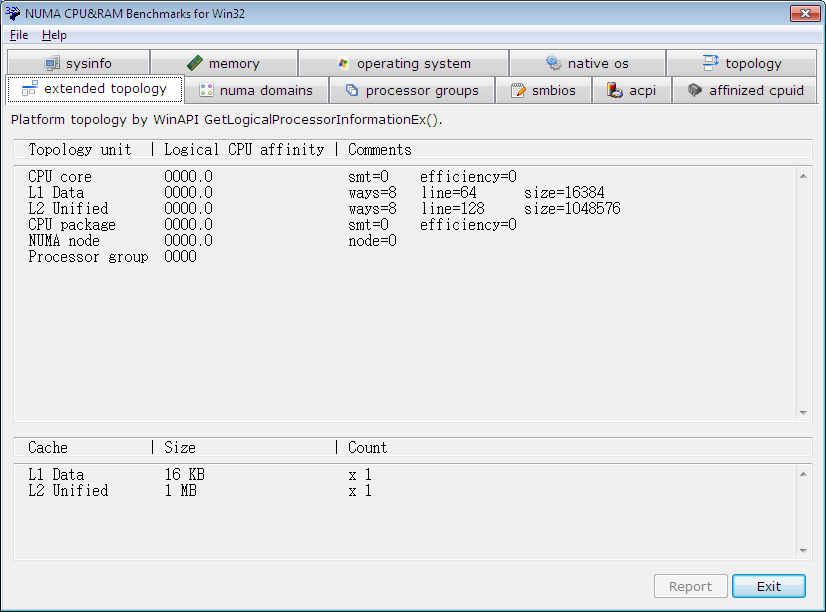 NUMA CPU&RAM Benchmarks for Win32
File Help
sysinfo memory operating system native os topology
extended topology numa domains processor groups smbios acpi affinized cpuid
Platform topology by WinAPI GetLogicalProcessorInformationEx().
Topology unit | Logical CPU affinity | Comments
CPU core 0000.0 smt=0 efficiency=0
L1 Data 0000.0 ways=8 line=64 size=16384
L2 Unified 0000.0 ways=8 line=128 size=1048576
CPU package 0000.0 smt=0 efficiency=0
NUMA node 0000.0 node=0
Processor group 0000
Cache | Size | Count
L1 Data 16 KB x 1
L2 Unified 1 MB x 1
Report Exit